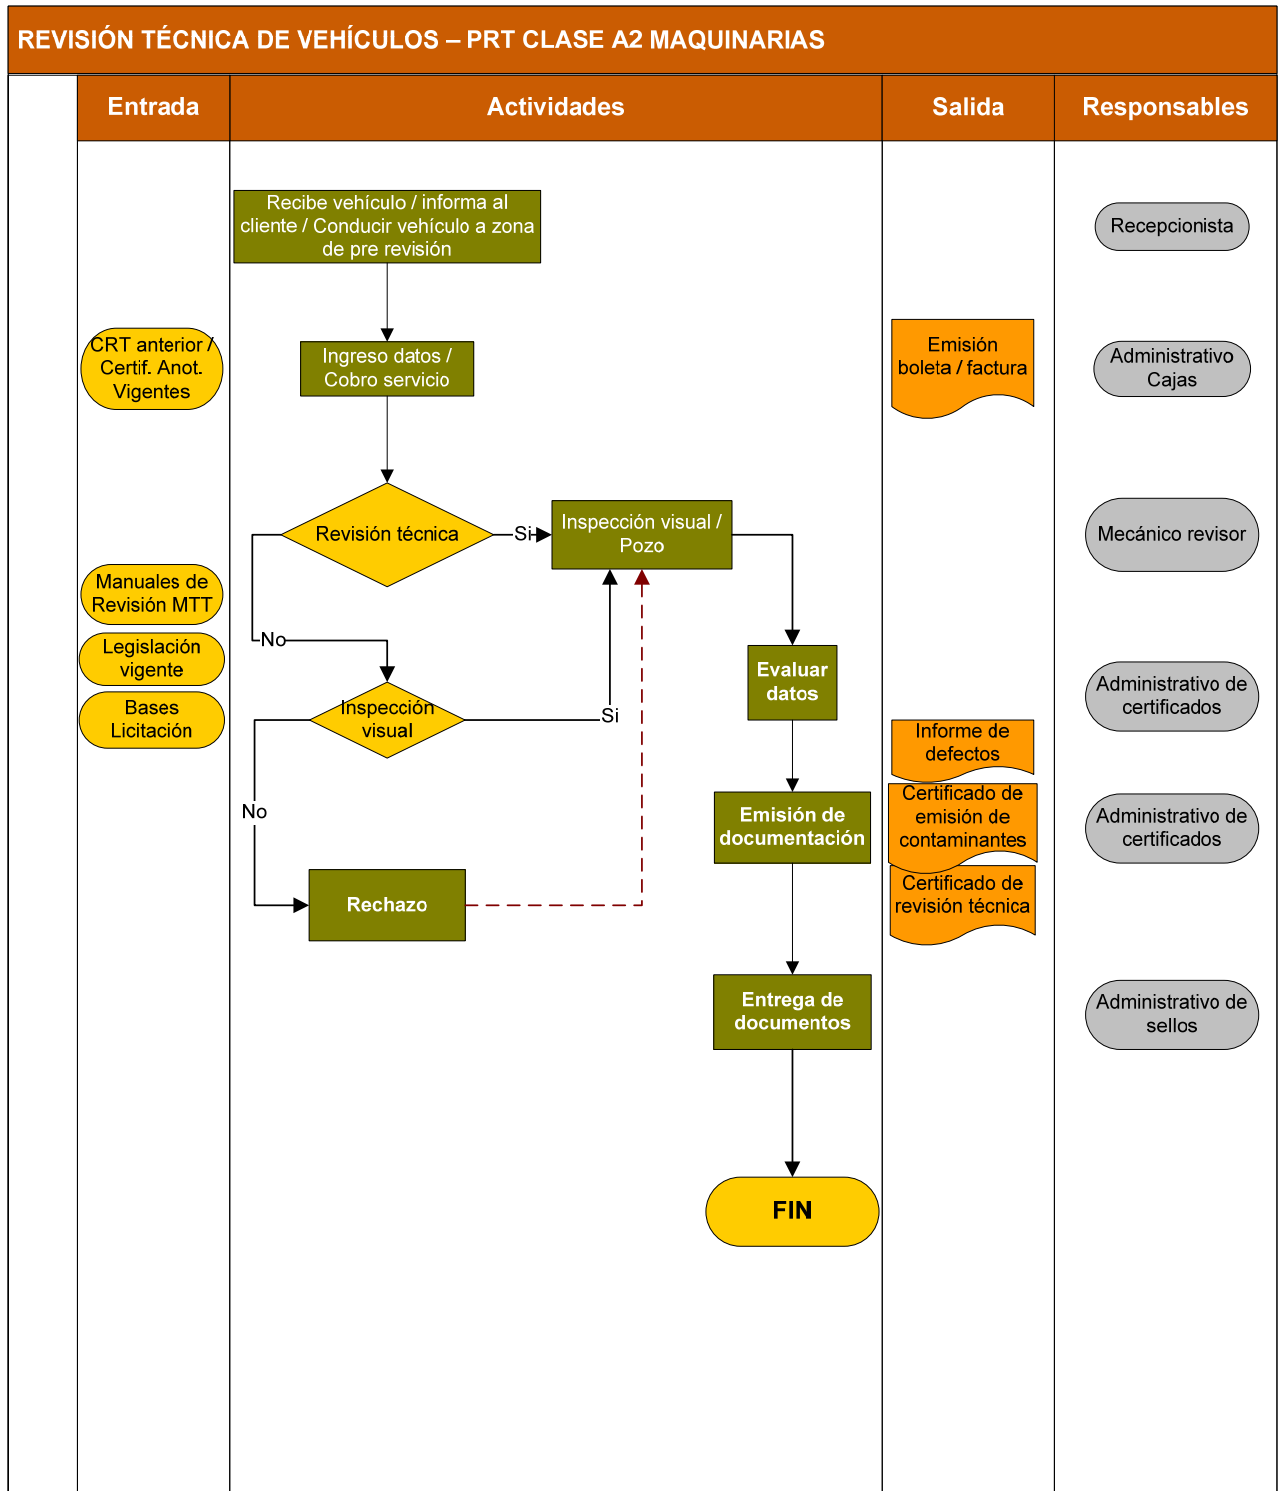 REVISIÓN TÉCNICA DE VEHÍCULOS – PRT CLASE A2 MAQUINARIAS
Entrada
Actividades
Salida
Responsables
Recibe vehículo / informa al
cliente / Conducir vehículo a zona
de pre revisión
Recepcionista
CRT anterior /
Certif. Anot.
Vigentes
Ingreso datos /
Cobro servicio
Emisión
boleta / factura
Administrativo
Cajas
Revisión técnica
Si
Inspección visual /
Pozo
Mecánico revisor
Manuales de
Revisión MTT
No
Legislación
vigente
Evaluar
datos
Administrativo de
certificados
Bases
Licitación
Inspección
visual
Si
Informe de
defectos
No
Emisión de
documentación
Certificado de
emisión de
contaminantes
Administrativo de
certificados
Rechazo
Certificado de
revisión técnica
Entrega de
documentos
Administrativo de
sellos
FIN